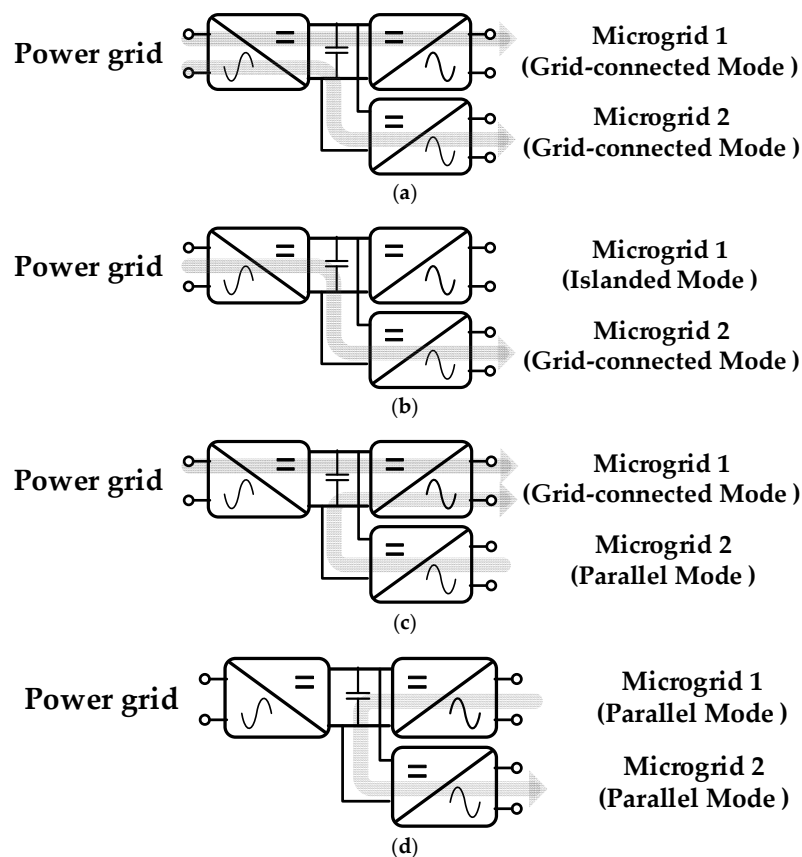 Power grid
Microgrid 1
(Grid-connected Mode )
Microgrid 2
(Grid-connected Mode )
(a)
Power grid
Microgrid 1
(Islanded Mode )
Microgrid 2
(Grid-connected Mode )
(b)
Power grid
Microgrid 1
(Grid-connected Mode )
Microgrid 2
(Parallel Mode )
(c)
Power grid
Microgrid 1
(Parallel Mode )
Microgrid 2
(Parallel Mode )
(d)